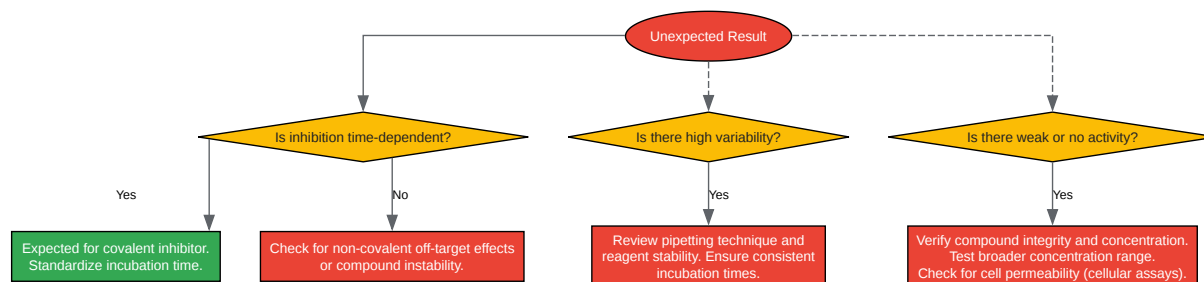 Unexpected Result
Is inhibition time-dependent?
Is there high variability?
Is there weak or no activity?
Yes
No
Yes
Yes
Expected for covalent inhibitor.
Standardize incubation time.
Check for non-covalent off-target effects
or compound instability.
Review pipetting technique and
reagent stability. Ensure consistent
incubation times.
Verify compound integrity and concentration.
Test broader concentration range.
Check for cell permeability (cellular assays).